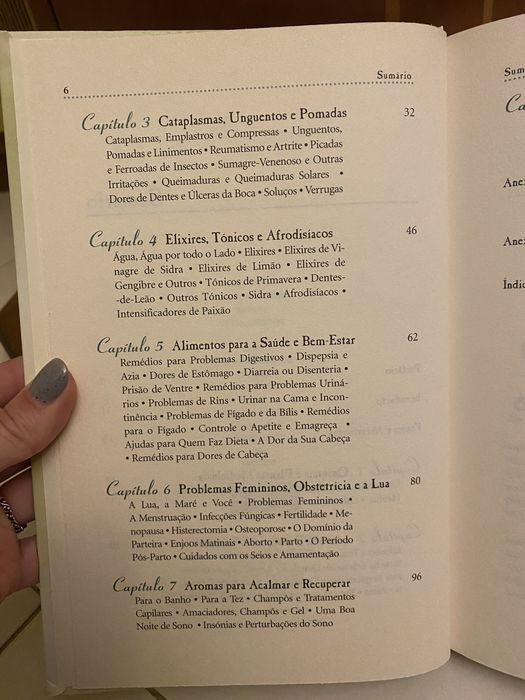 6
Sumário
Capítulo 3 Cataplasmas, Unguentos e Pomadas 32
Cataplasmas, Emplastros e Compressas • Unguentos,
Pomadas e Linimentos • Reumatismo e Artrite • Picadas
e Ferroadas de Insectos • Sumagre-Venenoso e Outras
Irritações • Queimaduras e Queimaduras Solares •
Dores de Dentes e Úlceras da Boca • Soluços • Verrugas
Capítulo 4 Elixires, Tónicos e Afrodisíacos 46
Água, Água por todo o Lado • Elixires • Elixires de Vi-
nagre de Sidra • Elixires de Limão • Elixires de
Gengibre e Outros • Tónicos de Primavera • Dentes-
-de-Leão • Outros Tónicos • Sidra • Afrodisíacos •
Intensificadores de Paixão
Capítulo 5 Alimentos para a Saúde e Bem-Estar 62
Remédios para Problemas Digestivos • Dispepsia e
Azia • Dores de Estômago • Diarreia ou Disenteria •
Prisão de Ventre • Remédios para Problemas Uriná-
rios • Problemas de Rins • Urinar na Cama e Incon-
tinência • Problemas de Fígado e da Bílis • Remédios
para o Fígado • Controle o Apetite e Emagreça •
Ajudas para Quem Faz Dieta • A Dor da Sua Cabeça
• Remédios para Dores de Cabeça
Capítulo 6 Problemas Femininos, Obstetrícia e a Lua 80
A Lua, a Maré e Você • Problemas Femininos •
A Menstruação • Infecções Fúngicas • Fertilidade • Me-
nopausa • Histerectomia • Osteoporose • O Domínio da
Parteira • Enjoos Matinais • Aborto • Parto • O Período
Pós-Parto • Cuidados com os Seios e Amamentação
Capítulo 7 Aromas para Acalmar e Recuperar 96
Para o Banho • Para a Tez • Champôs e Tratamentos
Capilares • Amaciadores, Champôs e Gel • Uma Boa
Noite de Sono • Insónias e Perturbações do Sono